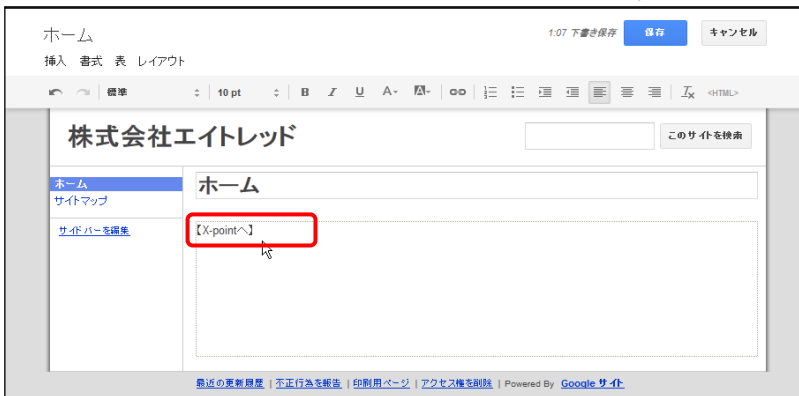 ホーム
1:07 下書き保存 保存 キャンセル
挿入 書式 表 レイアウト
標準 10 pt B I U A <HTML>
株式会社エイトレッド
このサイトを検索
ホーム
サイトマップ
サイドバーを編集
ホーム
【X-pointへ】
最近の更新履歴 | 不正行為を報告 | 印刷用ページ | アクセス権を削除 | Powered By Google サイト